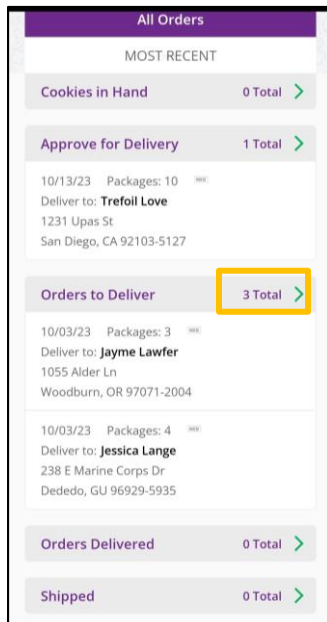 All Orders
MOST RECENT
Cookies in Hand 0 Total
Approve for Delivery 1 Total
10/13/23 Packages: 10
Deliver to: Trefoil Love
1231 Upas St
San Diego, CA 92103-5127
Orders to Deliver 3 Total
10/03/23 Packages: 3
Deliver to: Jayme Lawfer
1055 Alder Ln
Woodburn, OR 97071-2004
10/03/23 Packages: 4
Deliver to: Jessica Lange
238 E Marine Corps Dr
Dededo, GU 96929-5935
Orders Delivered 0 Total
Shipped 0 Total